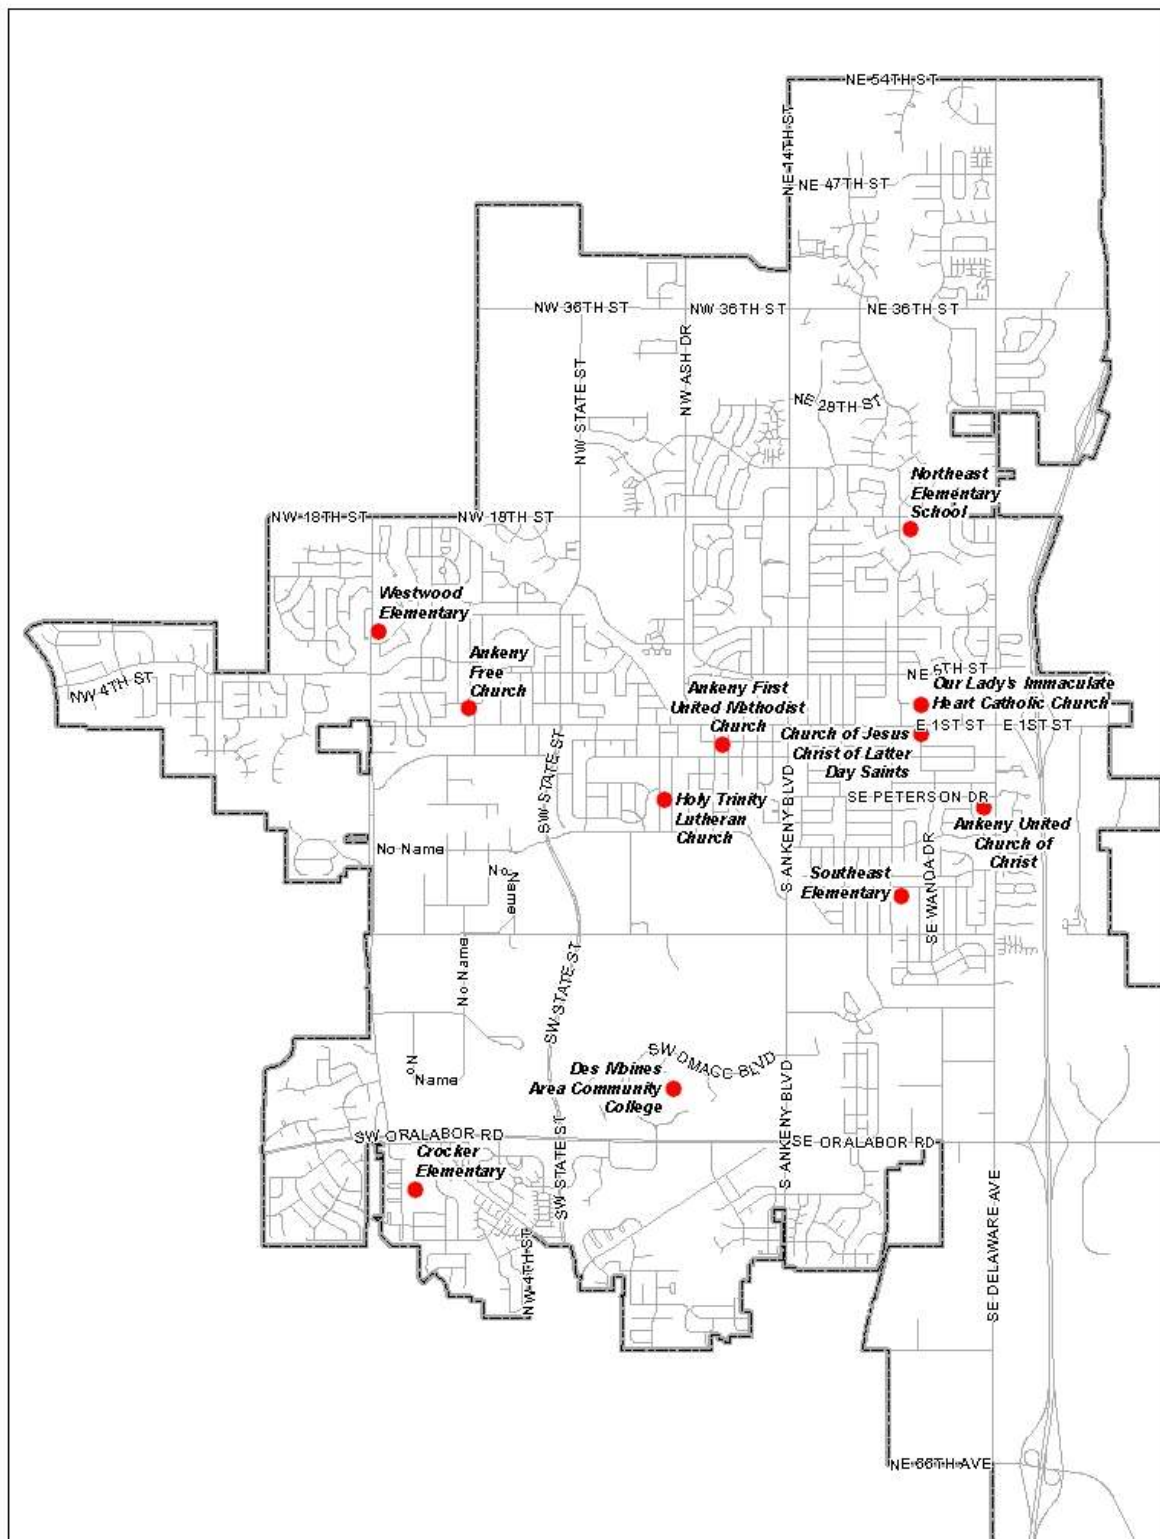 NE 54TH ST
NE 14TH ST
NE 47TH ST
NW 36TH ST
NW 36TH ST
NE 36TH ST
NW STATE ST
NW ASH DR
NE 28TH ST
Northeast
Elementary
School
NW 18TH ST
NW 18TH ST
Westwood
Elementary
Ankeny
Free
Church
NW 4TH ST
Ankeny First
United Methodist
Church
NE 6TH ST
Our Lady's Immaculate
Heart Catholic Church
E 1ST ST
E 1ST ST
Church of Jesus
Christ of Latter
Day Saints
SW STATE ST
S ANKENY BLVD
SE PETERSON DR
Holy Trinity
Lutheran
Church
Ankeny United
Church of
Christ
No Name
No Name
Southeast
Elementary
SE WANDA DR
No Name
SW STATE ST
No Name
SW DMACC BLVD
Des Moines
Area Community
College
S ANKENY BLVD
SW ORALABOR RD
SE ORALABOR RD
Crocker
Elementary
SW STATE ST
SE DELAWARE AVE
NW 4TH ST
NE 66TH AVE